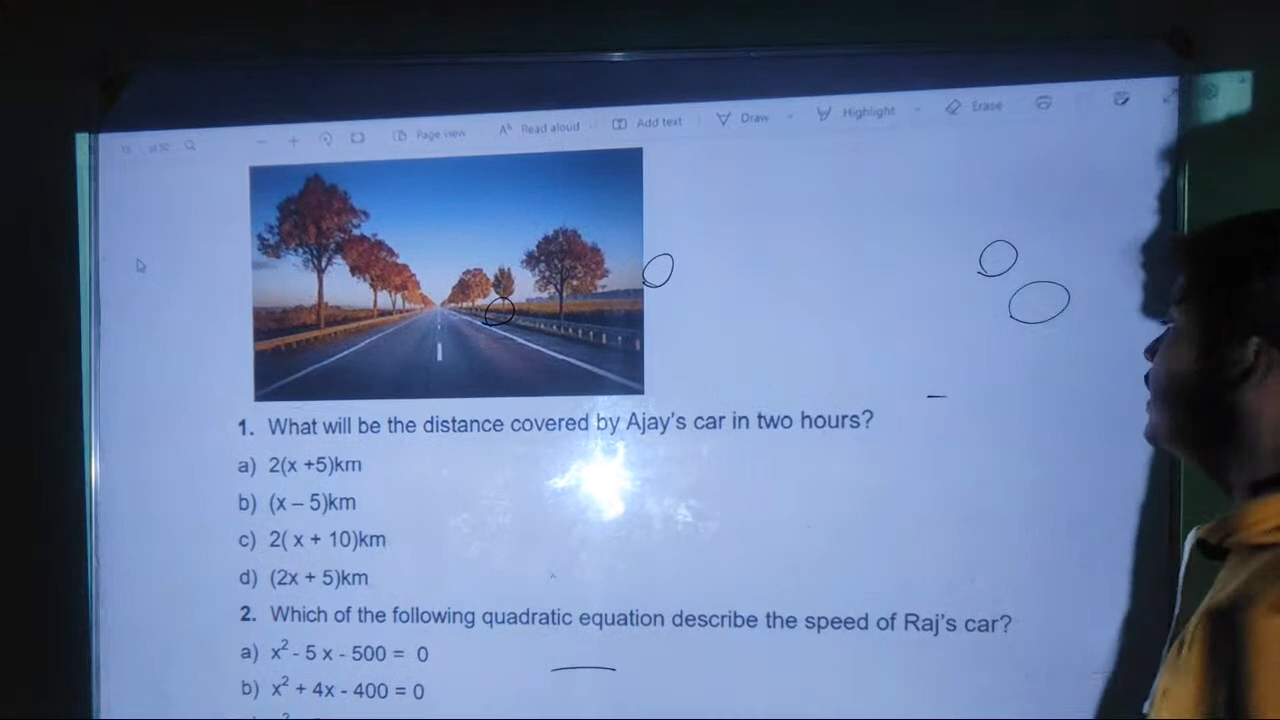 of 50 Page view Read aloud Add text Draw Highlight Erase
1. What will be the distance covered by Ajay's car in two hours?
a) 2(x +5)km
b) (x – 5)km
c) 2( x + 10)km
d) (2x + 5)km
2. Which of the following quadratic equation describe the speed of Raj's car?
a) x² - 5 x - 500 = 0
b) x² + 4x - 400 = 0